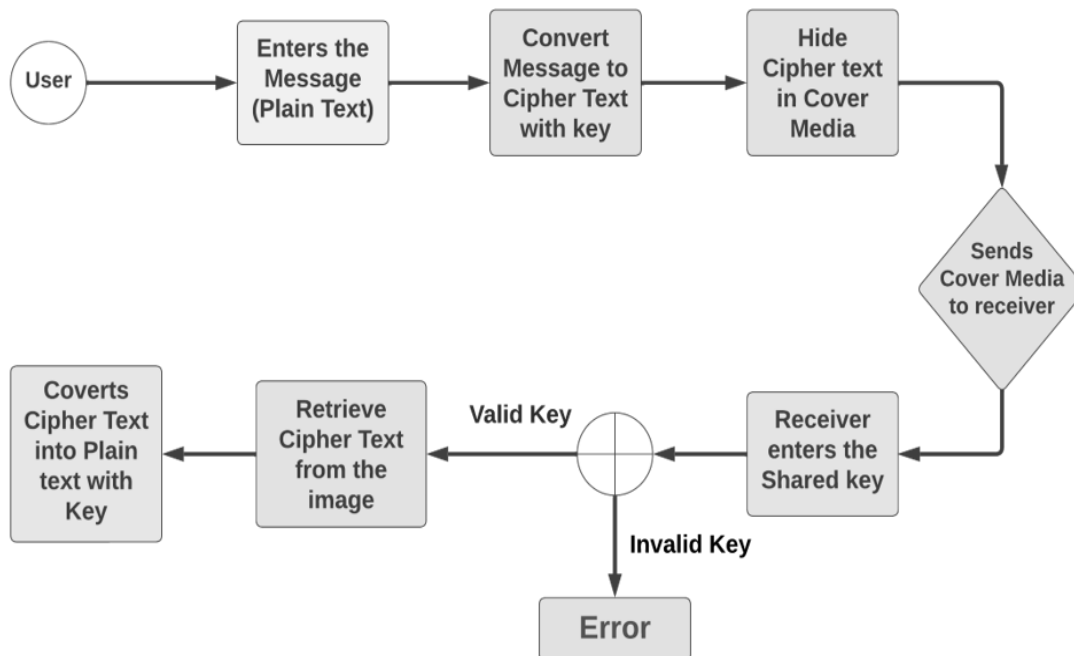 User
Enters the
Message
(Plain Text)
Convert
Message to
Cipher Text
with key
Hide
Cipher text
in Cover
Media
Sends
Cover Media
to receiver
Receiver
enters the
Shared key
Valid Key
Invalid Key
Error
Retrieve
Cipher Text
from the
image
Coverts
Cipher Text
into Plain
text with
Key